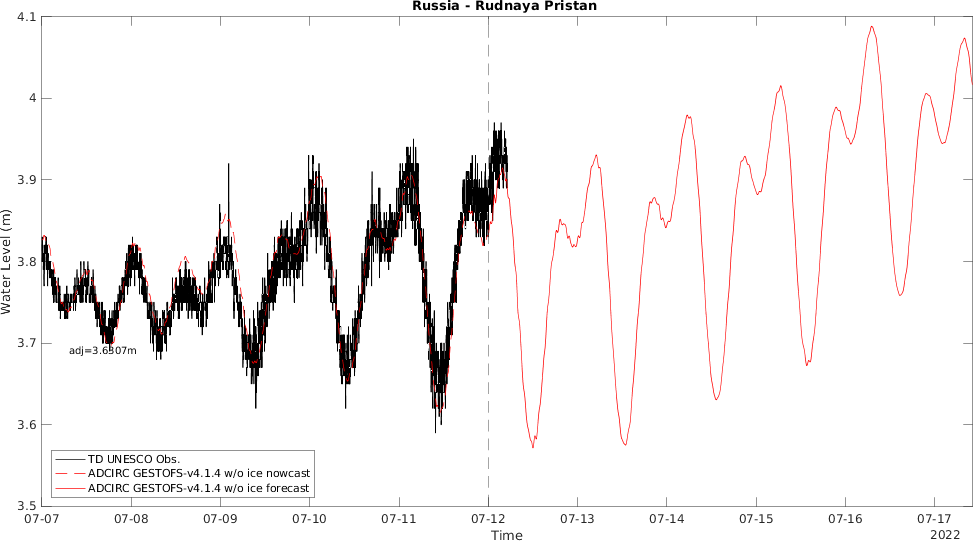 Russia - Rudnaya Pristan
4.1
4
3.9
3.8
3.7
3.6
3.5
Water Level (m)
adj=3.6307m
TD UNESCO Obs.
ADCIRC GESTOFS-v4.1.4 w/o ice nowcast
ADCIRC GESTOFS-v4.1.4 w/o ice forecast
07-07 07-08 07-09 07-10 07-11 07-12 07-13 07-14 07-15 07-16 07-17
Time
2022